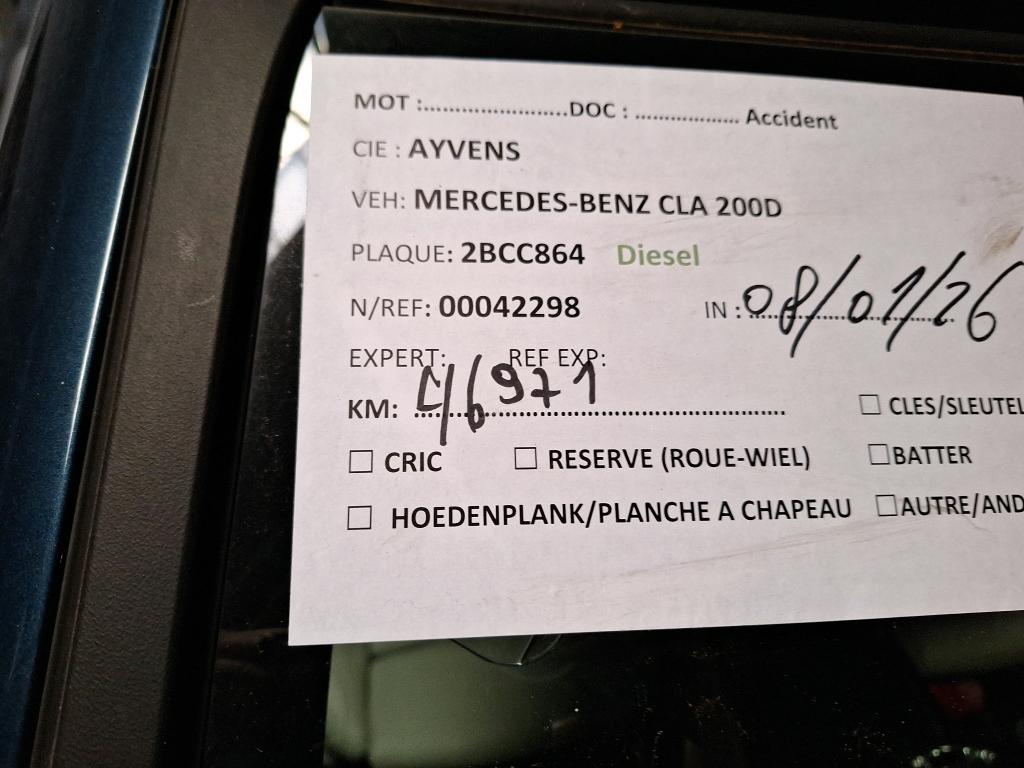 MOT :.......................DOC : .................. Accident
CIE : AYVENS
VEH: MERCEDES-BENZ CLA 200D
PLAQUE: 2BCC864 Diesel
N/REF: 00042298 IN : 08/01/26
EXPERT: REF EXP:
KM: 46971 ☐ CLES/SLEUTEL
☐ CRIC ☐ RESERVE (ROUE-WIEL) ☐ BATTER
☐ HOEDENPLANK/PLANCHE A CHAPEAU ☐ AUTRE/AND